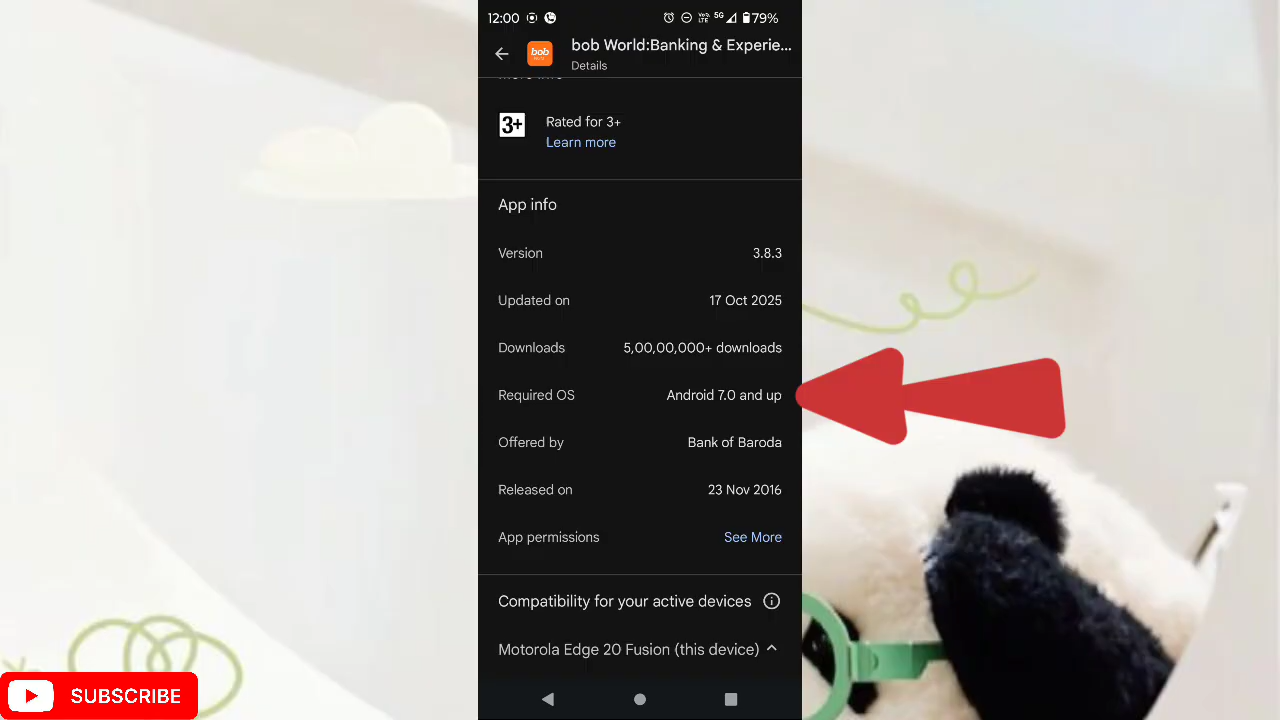 12:00
5G
79%
bob
bob World:Banking & Experie...
Details
3+
Rated for 3+
Learn more
App info
Version 3.8.3
Updated on 17 Oct 2025
Downloads 5,00,00,000+ downloads
Required OS Android 7.0 and up
Offered by Bank of Baroda
Released on 23 Nov 2016
App permissions See More
Compatibility for your active devices
Motorola Edge 20 Fusion (this device)
SUBSCRIBE